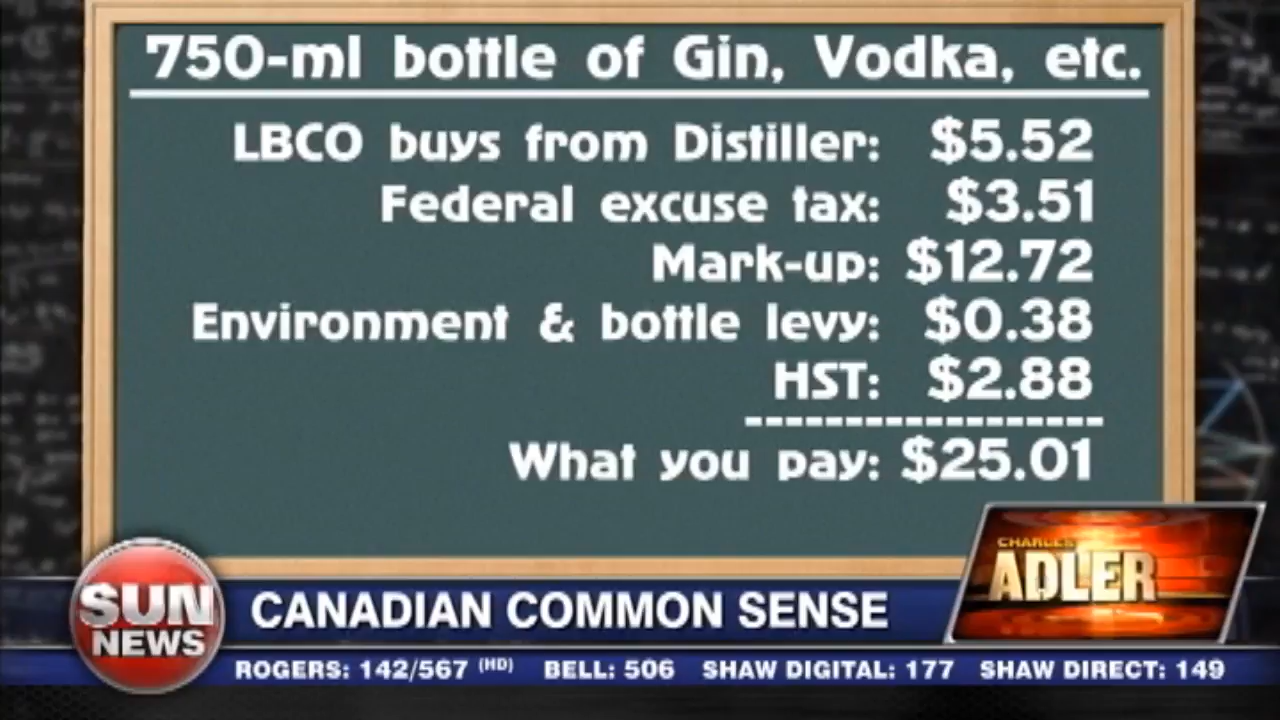 750-ml bottle of Gin, Vodka, etc.
LBCO buys from Distiller: $5.52
Federal excuse tax: $3.51
Mark-up: $12.72
Environment & bottle levy: $0.38
HST: $2.88
What you pay: $25.01
CHARLES
ADLER
SUN
NEWS
CANADIAN COMMON SENSE
ROGERS: 142/567 (HD) BELL: 506 SHAW DIGITAL: 177 SHAW DIRECT: 149